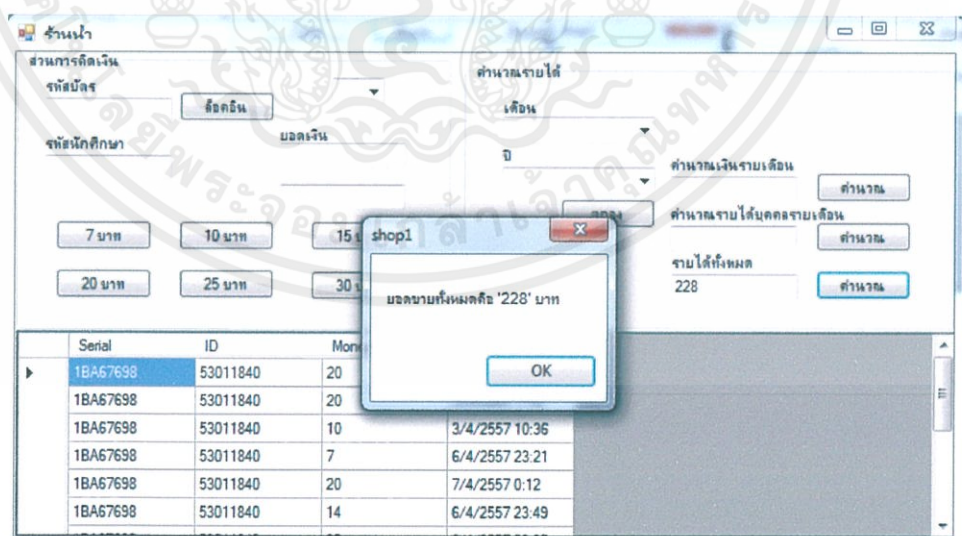 ร้านน้ำ
ส่วนการคิดเงิน
รหัสบัตร
ล็อคอิน
รหัสนักศึกษา
ยอดเงิน
7 บาท
10 บาท
15
20 บาท
25 บาท
30
คำนวณรายได้
เดือน
ปี
ตกลง
คำนวณเงินรายเดือน
คำนวณ
คำนวณรายได้บุคคลรายเดือน
คำนวณ
รายได้ทั้งหมด
228
คำนวณ
shop1
ยอดขายทั้งหมดคือ '228' บาท
OK
Serial ID Mone
1BA67698 53011840 20
1BA67698 53011840 20
1BA67698 53011840 10 3/4/2557 10:36
1BA67698 53011840 7 6/4/2557 23:21
1BA67698 53011840 20 7/4/2557 0:12
1BA67698 53011840 14 6/4/2557 23:49